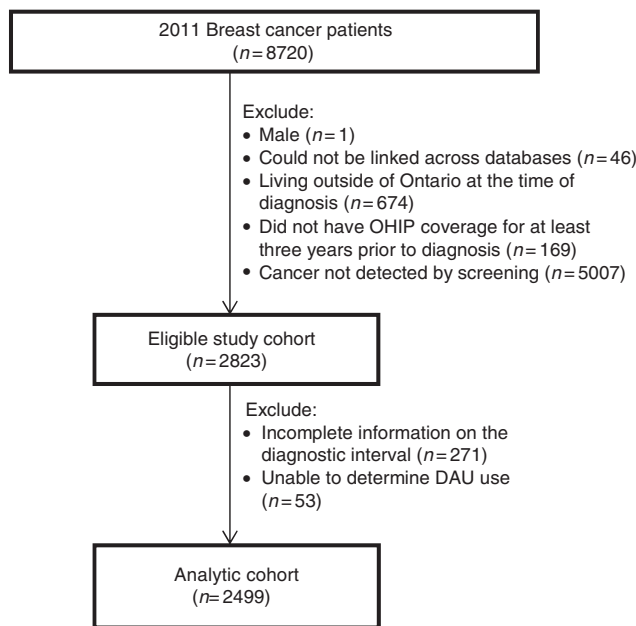 2011 Breast cancer patients
(n=8720)
Exclude:
• Male (n=1)
• Could not be linked across databases (n=46)
• Living outside of Ontario at the time of
diagnosis (n=674)
• Did not have OHIP coverage for at least
three years prior to diagnosis (n=169)
• Cancer not detected by screening (n=5007)
Eligible study cohort
(n=2823)
Exclude:
• Incomplete information on the
diagnostic interval (n=271)
• Unable to determine DAU use
(n=53)
Analytic cohort
(n=2499)